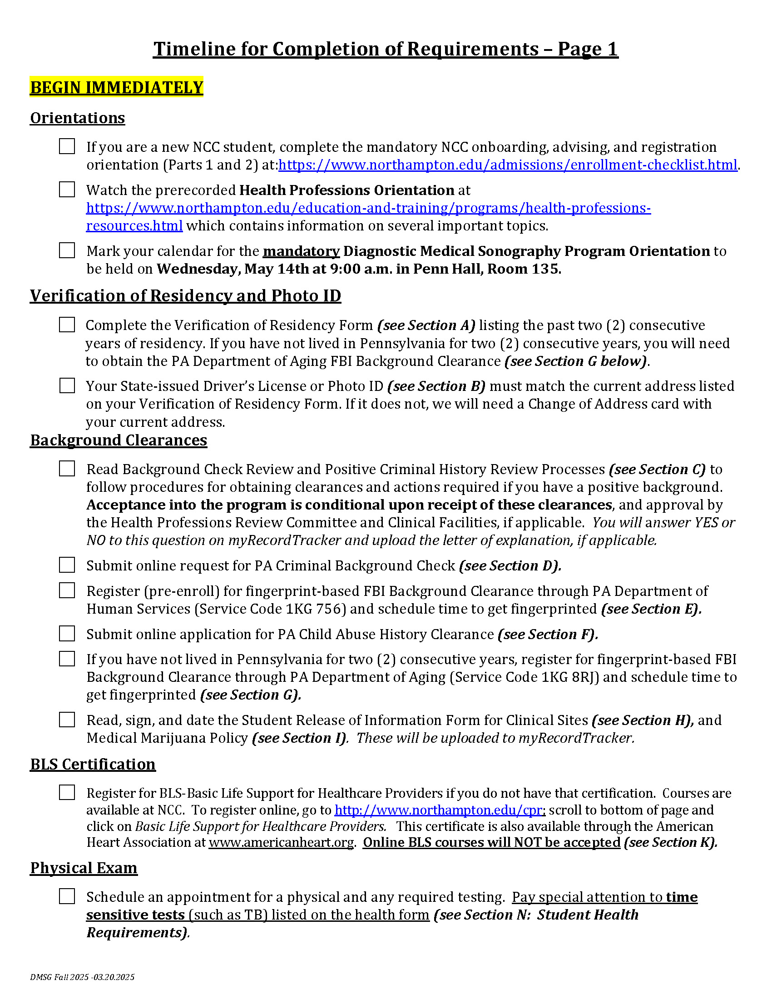 Timeline for Completion of Requirements – Page 1
BEGIN IMMEDIATELY
Orientations
If you are a new NCC student, complete the mandatory NCC onboarding, advising, and registration
orientation (Parts 1 and 2) at:https://www.northampton.edu/admissions/enrollment-checklist.html.
Watch the prerecorded Health Professions Orientation at
https://www.northampton.edu/education-and-training/programs/health-professions-
resources.html which contains information on several important topics.
Mark your calendar for the mandatory Diagnostic Medical Sonography Program Orientation to
be held on Wednesday, May 14th at 9:00 a.m. in Penn Hall, Room 135.
Verification of Residency and Photo ID
Complete the Verification of Residency Form (see Section A) listing the past two (2) consecutive
years of residency. If you have not lived in Pennsylvania for two (2) consecutive years, you will need
to obtain the PA Department of Aging FBI Background Clearance (see Section G below).
Your State-issued Driver’s License or Photo ID (see Section B) must match the current address listed
on your Verification of Residency Form. If it does not, we will need a Change of Address card with
your current address.
Background Clearances
Read Background Check Review and Positive Criminal History Review Processes (see Section C) to
follow procedures for obtaining clearances and actions required if you have a positive background.
Acceptance into the program is conditional upon receipt of these clearances, and approval by
the Health Professions Review Committee and Clinical Facilities, if applicable.  You will answer YES or
NO to this question on myRecordTracker and upload the letter of explanation, if applicable.
Submit online request for PA Criminal Background Check (see Section D).
Register (pre-enroll) for fingerprint-based FBI Background Clearance through PA Department of
Human Services (Service Code 1KG 756) and schedule time to get fingerprinted (see Section E).
Submit online application for PA Child Abuse History Clearance (see Section F).
If you have not lived in Pennsylvania for two (2) consecutive years, register for fingerprint-based FBI
Background Clearance through PA Department of Aging (Service Code 1KG 8RJ) and schedule time to
get fingerprinted (see Section G).
Read, sign, and date the Student Release of Information Form for Clinical Sites (see Section H), and
Medical Marijuana Policy (see Section I).  These will be uploaded to myRecordTracker.
BLS Certification
Register for BLS-Basic Life Support for Healthcare Providers if you do not have that certification.  Courses are
available at NCC.  To register online, go to http://www.northampton.edu/cpr; scroll to bottom of page and
click on Basic Life Support for Healthcare Providers.   This certificate is also available through the American
Heart Association at www.americanheart.org.  Online BLS courses will NOT be accepted (see Section K).
Physical Exam
Schedule an appointment for a physical and any required testing.  Pay special attention to time
sensitive tests (such as TB) listed on the health form (see Section N:  Student Health
Requirements).
DMSG Fall 2025 -03.20.2025